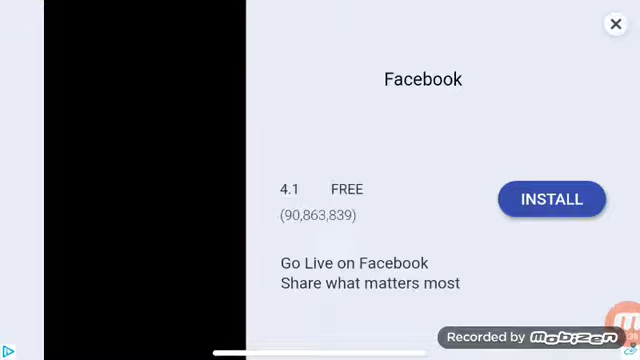 Facebook
4.1 FREE
(90,863,839)
INSTALL
Go Live on Facebook
Share what matters most
Recorded by MOBIZEN